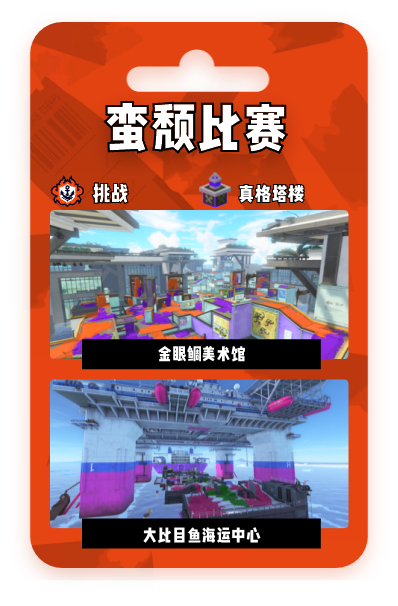 蛮颓比赛
挑战
真格塔楼
金眼鲷美术馆
大比目鱼海运中心